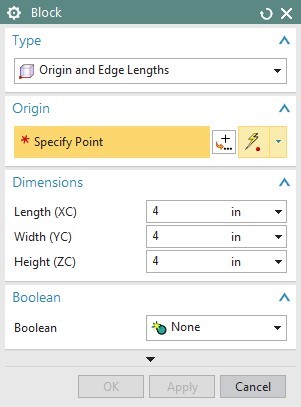 Block
Type
Origin and Edge Lengths
Origin
* Specify Point
Dimensions
Length (XC) 4 in
Width (YC) 4 in
Height (ZC) 4 in
Boolean
Boolean None
OK Apply Cancel